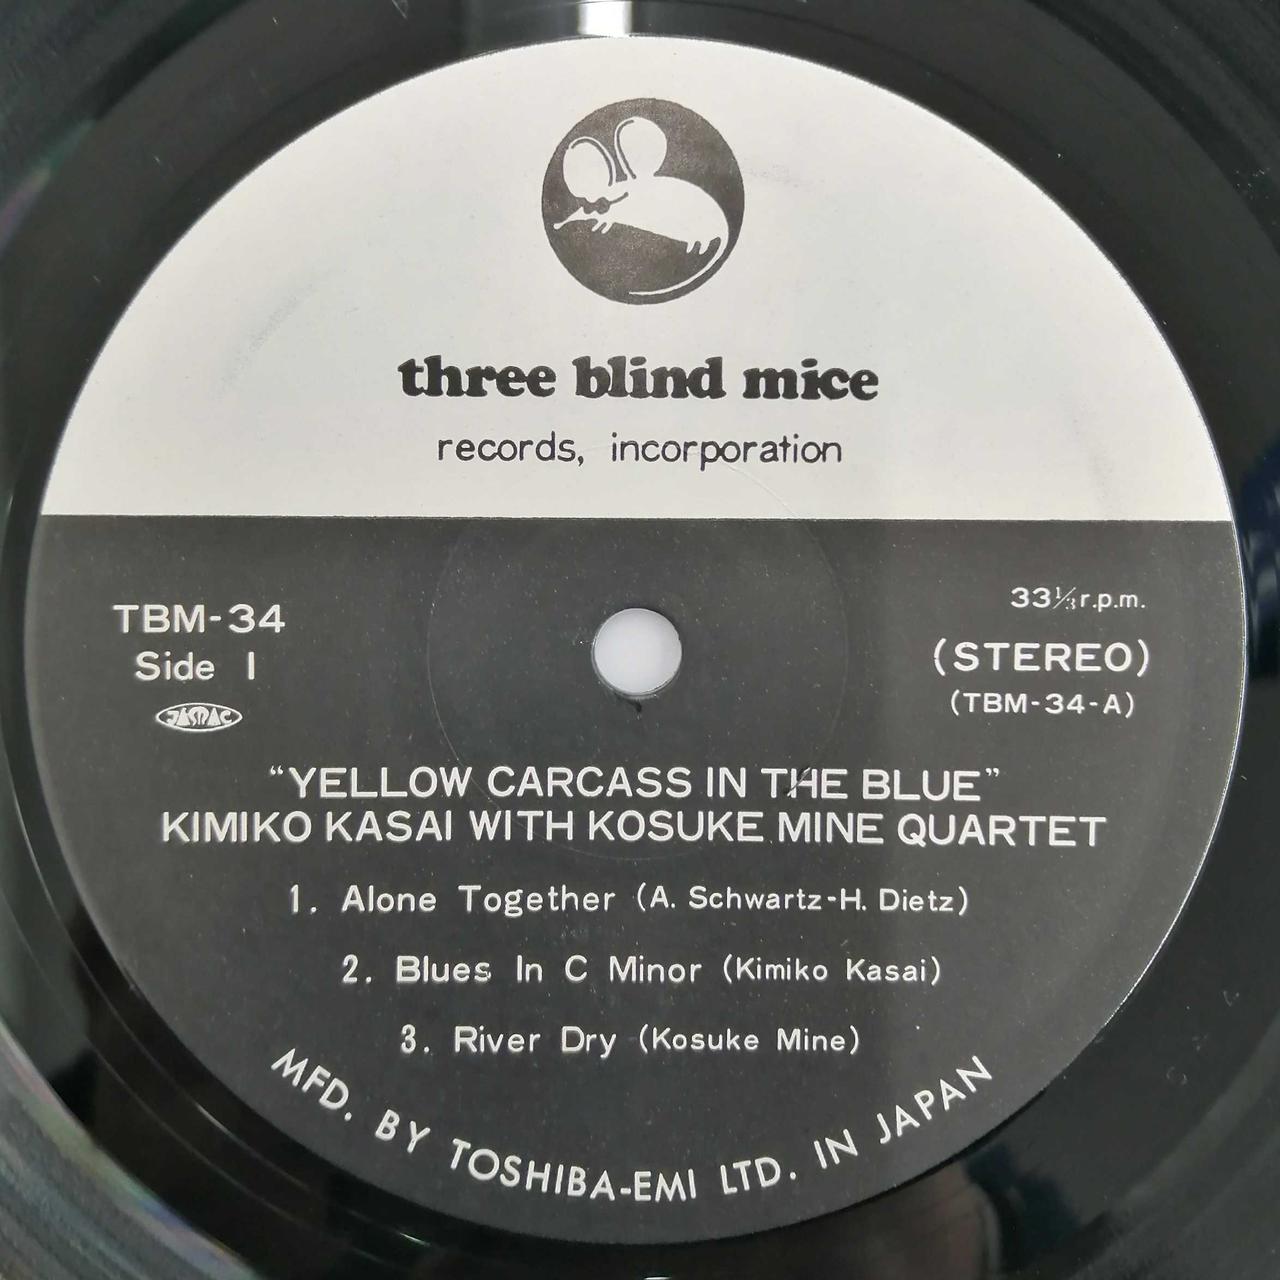 three blind mice
records, incorporation
33⅓ r.p.m.
TBM-34
(STEREO)
Side 1
(TBM-34-A)
JASRAC
“YELLOW CARCASS IN THE BLUE”
KIMIKO KASAI WITH KOSUKE MINE QUARTET
1. Alone Together (A. Schwartz-H. Dietz)
2. Blues In C Minor (Kimiko Kasai)
3. River Dry (Kosuke Mine)
MFD. BY TOSHIBA-EMI LTD. IN JAPAN